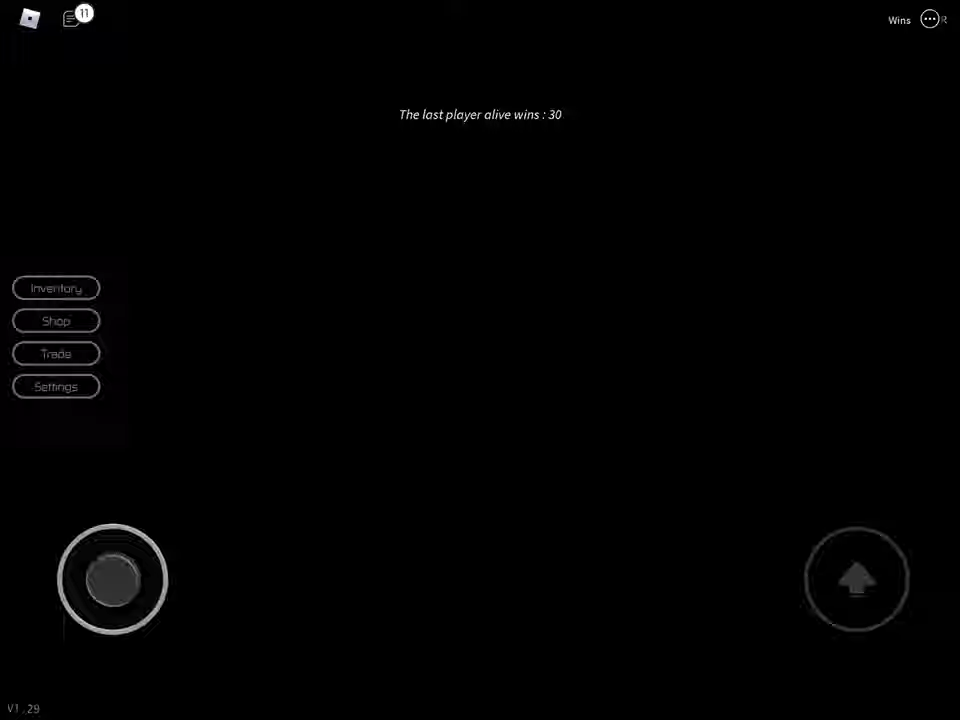 11
Wins
R
The last player alive wins : 30
Inventory
Shop
Trade
Settings
V1.29